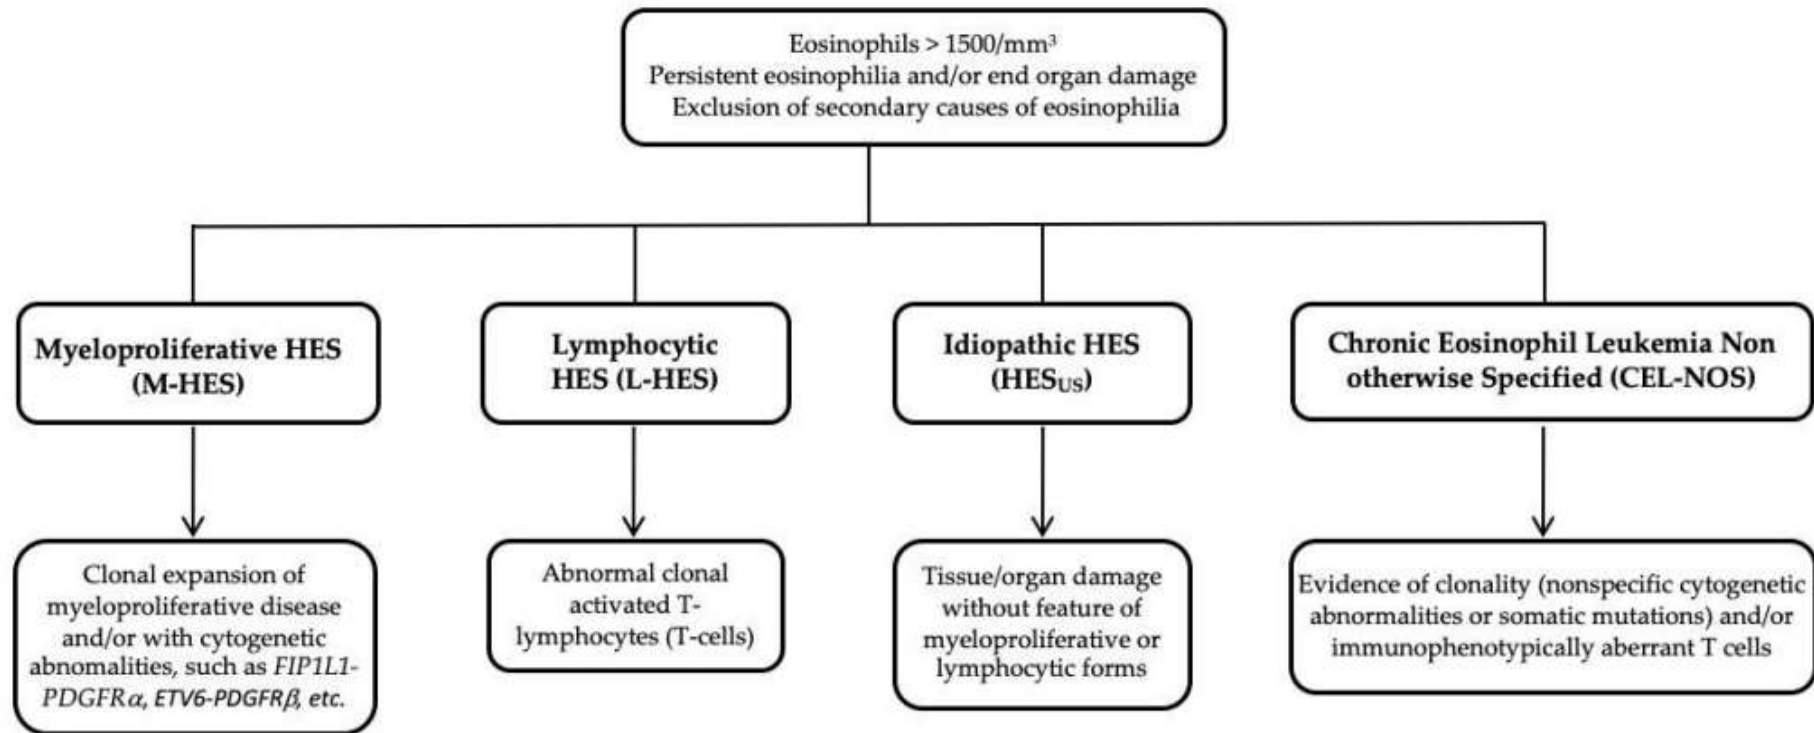 Eosinophils > 1500/mm³
Persistent eosinophilia and/or end organ damage
Exclusion of secondary causes of eosinophilia
Myeloproliferative HES
(M-HES)
Lymphocytic
HES (L-HES)
Idiopathic HES
(HES_US)
Chronic Eosinophil Leukemia Non
otherwise Specified (CEL-NOS)
Clonal expansion of
myeloproliferative disease
and/or with cytogenetic
abnomalities, such as FIP1L1-
PDGFRα, ETV6-PDGFRβ, etc.
Abnormal clonal
activated T-
lymphocytes (T-cells)
Tissue/organ damage
without feature of
myeloproliferative or
lymphocytic forms
Evidence of clonality (nonspecific cytogenetic
abnormalities or somatic mutations) and/or
immunophenotypically aberrant T cells